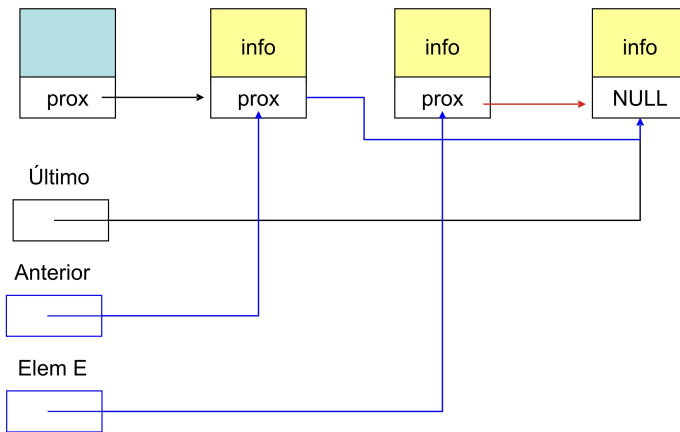 info info info
prox prox prox NULL
Último
Anterior
Elem E